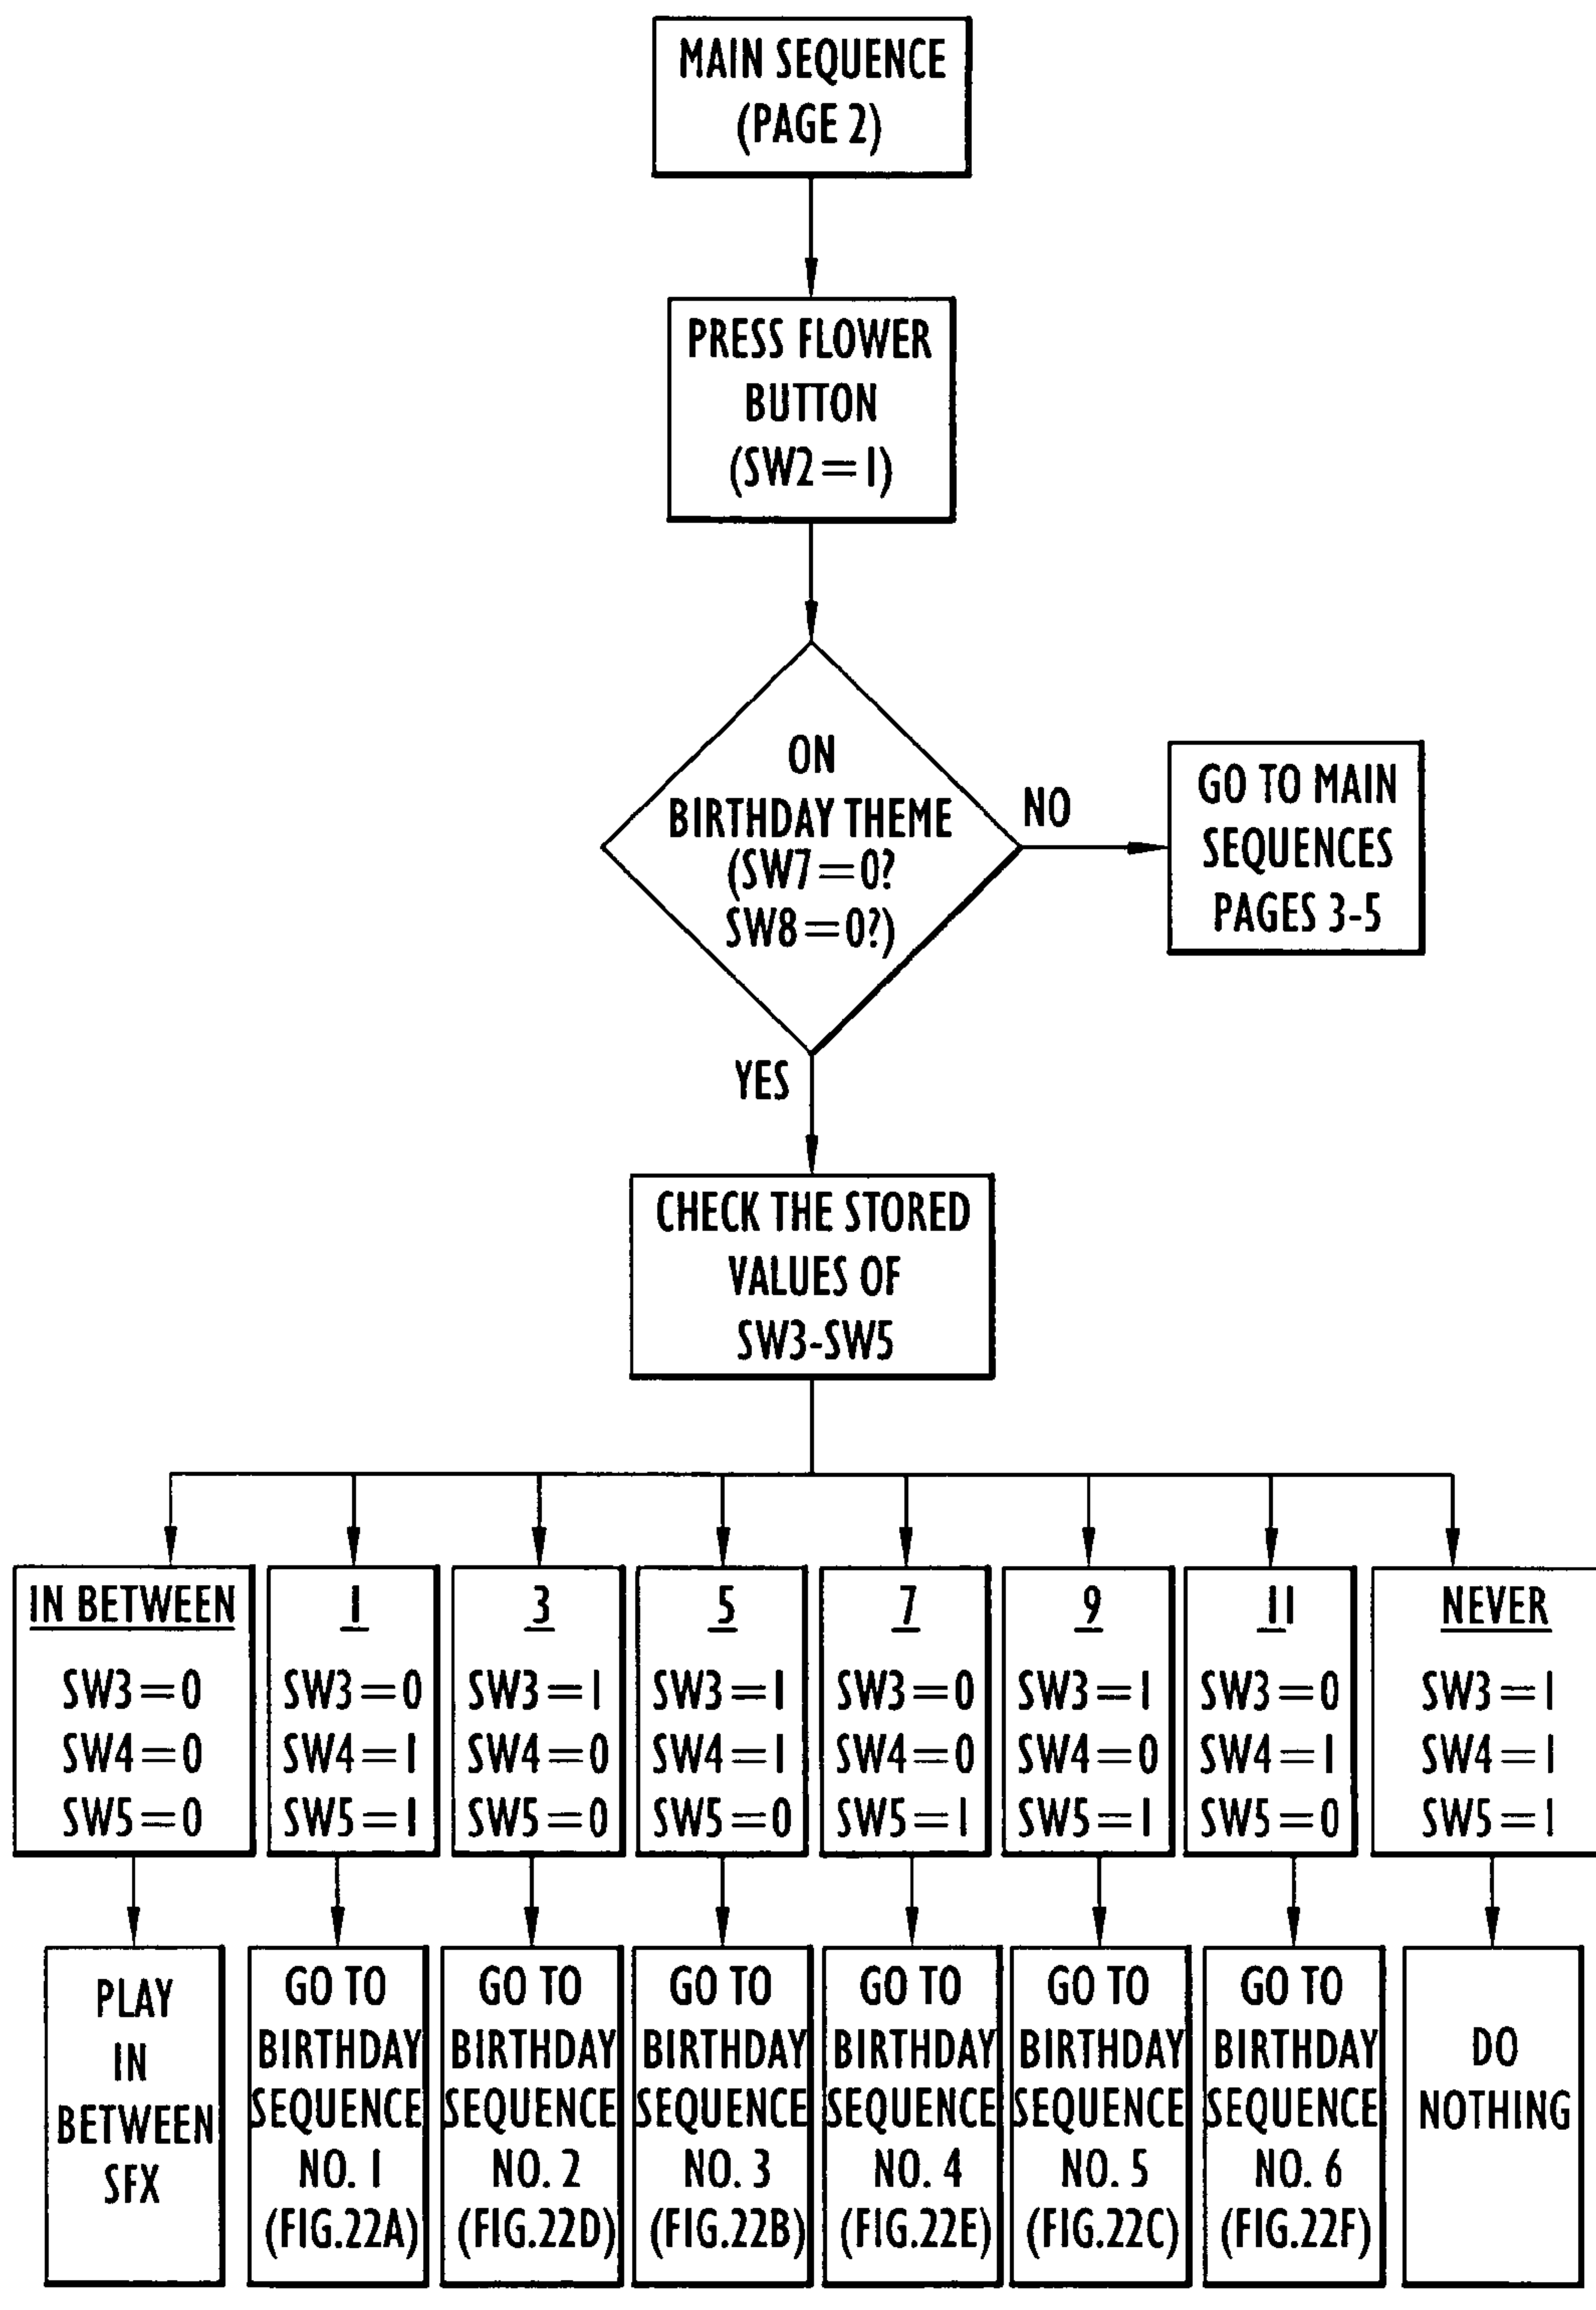 MAIN SEQUENCE
(PAGE 2)
PRESS FLOWER
BUTTON
(SW2=1)
ON
BIRTHDAY THEME
(SW7=0?
SW8=0?)
NO
GO TO MAIN
SEQUENCES
PAGES 3-5
YES
CHECK THE STORED
VALUES OF
SW3-SW5
IN BETWEEN
SW3=0
SW4=0
SW5=0
1
SW3=0
SW4=1
SW5=1
3
SW3=1
SW4=0
SW5=0
5
SW3=1
SW4=1
SW5=0
7
SW3=0
SW4=0
SW5=1
9
SW3=1
SW4=0
SW5=1
11
SW3=0
SW4=1
SW5=0
NEVER
SW3=1
SW4=1
SW5=1
PLAY
IN
BETWEEN
SFX
GO TO
BIRTHDAY
SEQUENCE
NO. 1
(FIG.22A)
GO TO
BIRTHDAY
SEQUENCE
NO. 2
(FIG.22D)
GO TO
BIRTHDAY
SEQUENCE
NO. 3
(FIG.22B)
GO TO
BIRTHDAY
SEQUENCE
NO. 4
(FIG.22E)
GO TO
BIRTHDAY
SEQUENCE
NO. 5
(FIG.22C)
GO TO
BIRTHDAY
SEQUENCE
NO. 6
(FIG.22F)
DO
NOTHING